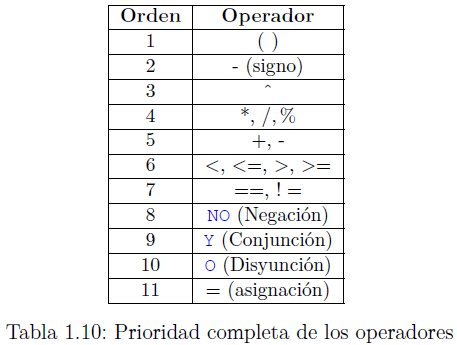 Orden Operador
1 ( )
2 - (signo)
3 ^
4 *, /, %
5 +, -
6 <, <=, >, >=
7 ==, ! =
8 NO (Negación)
9 Y (Conjunción)
10 O (Disyunción)
11 = (asignación)
Tabla 1.10: Prioridad completa de los operadores